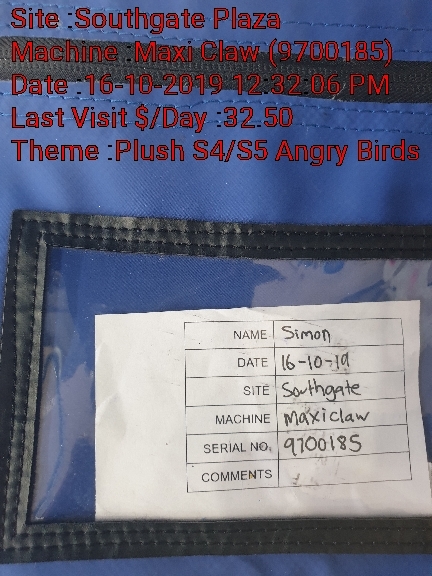 Site :Southgate Plaza
Machine :Maxi Claw (9700185)
Date :16-10-2019 12:32:06 PM
Last Visit $/Day :32.50
Theme :Plush S4/S5 Angry Birds
NAME Simon
DATE 16-10-19
SITE Southgate
MACHINE maxiclaw
SERIAL NO. 9700185
COMMENTS